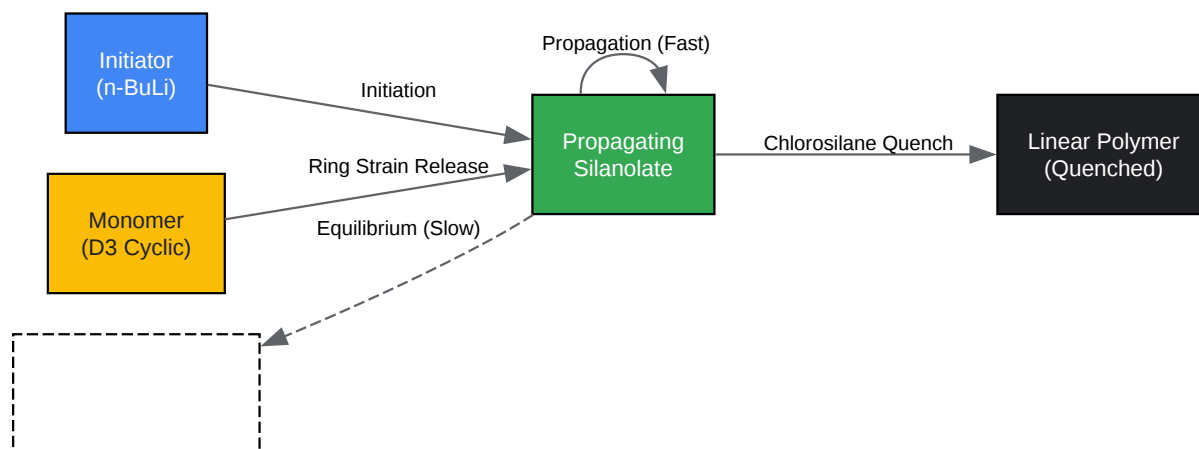 Propagation (Fast)
Initiator
(n-BuLi)
Initiation
Propagating
Silanolate
Chlorosilane Quench
Linear Polymer
(Quenched)
Ring Strain Release
Monomer
(D3 Cyclic)
Equilibrium (Slow)